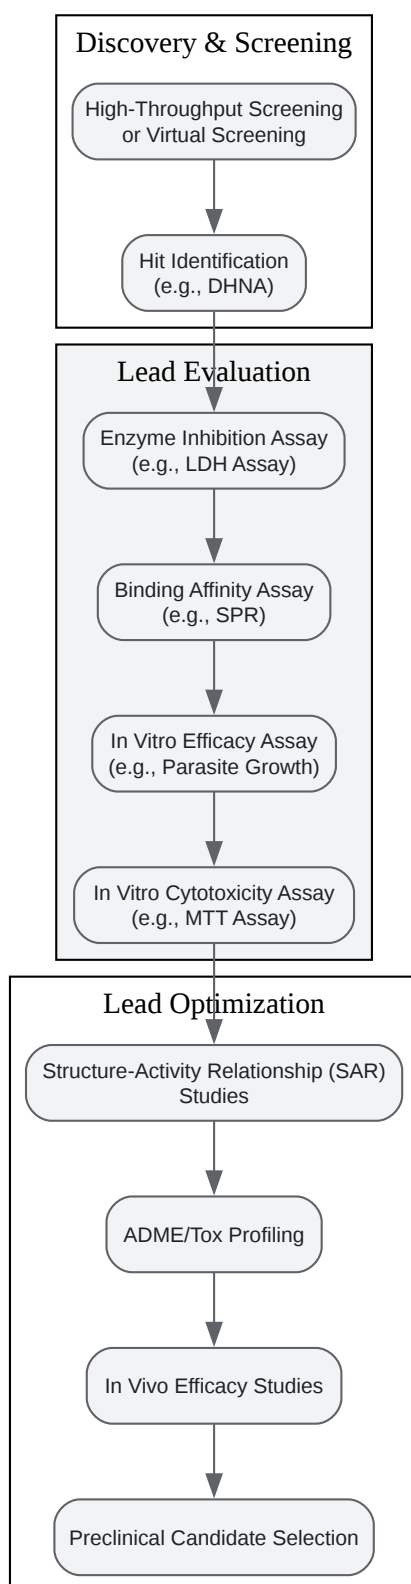 Discovery & Screening
High-Throughput Screening
or Virtual Screening
Hit Identification
(e.g., DHNA)
Lead Evaluation
Enzyme Inhibition Assay
(e.g., LDH Assay)
Binding Affinity Assay
(e.g., SPR)
In Vitro Efficacy Assay
(e.g., Parasite Growth)
In Vitro Cytotoxicity Assay
(e.g., MTT Assay)
Lead Optimization
Structure-Activity Relationship (SAR)
Studies
ADME/Tox Profiling
In Vivo Efficacy Studies
Preclinical Candidate Selection